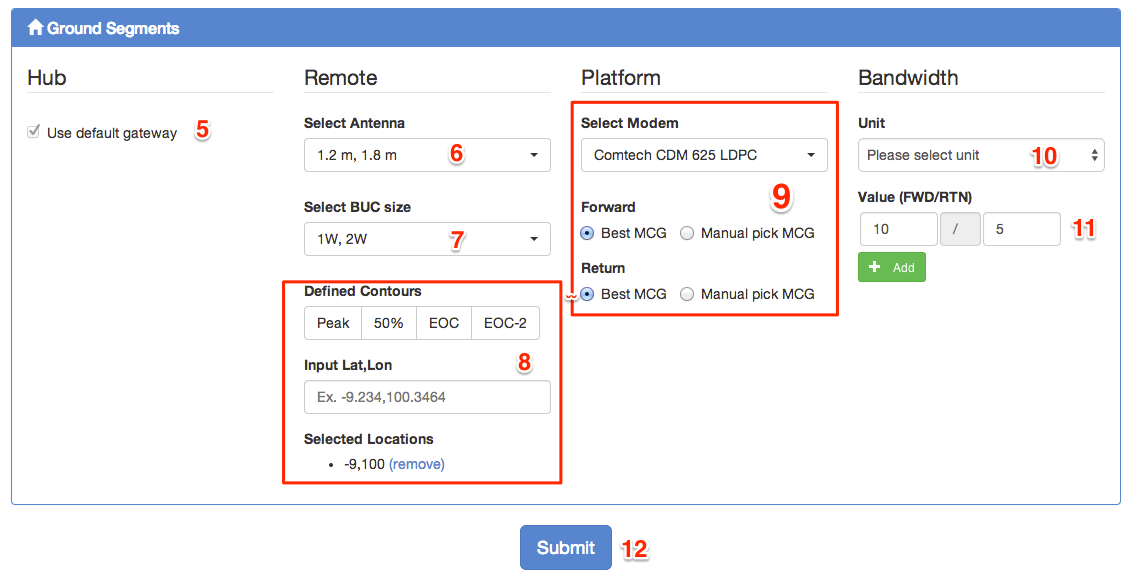 Ground Segments
Hub
Use default gateway 5
Remote
Select Antenna
1.2 m, 1.8 m 6
Select BUC size
1W, 2W 7
Defined Contours
Peak 50% EOC EOC-2
8
Input Lat,Lon
Ex. -9.234,100.3464
Selected Locations
• -9,100 (remove)
Platform
Select Modem
Comtech CDM 625 LDPC
9
Forward
Best MCG Manual pick MCG
Return
Best MCG Manual pick MCG
Bandwidth
Unit
Please select unit 10
Value (FWD/RTN)
10 / 5 11
+ Add
Submit 12